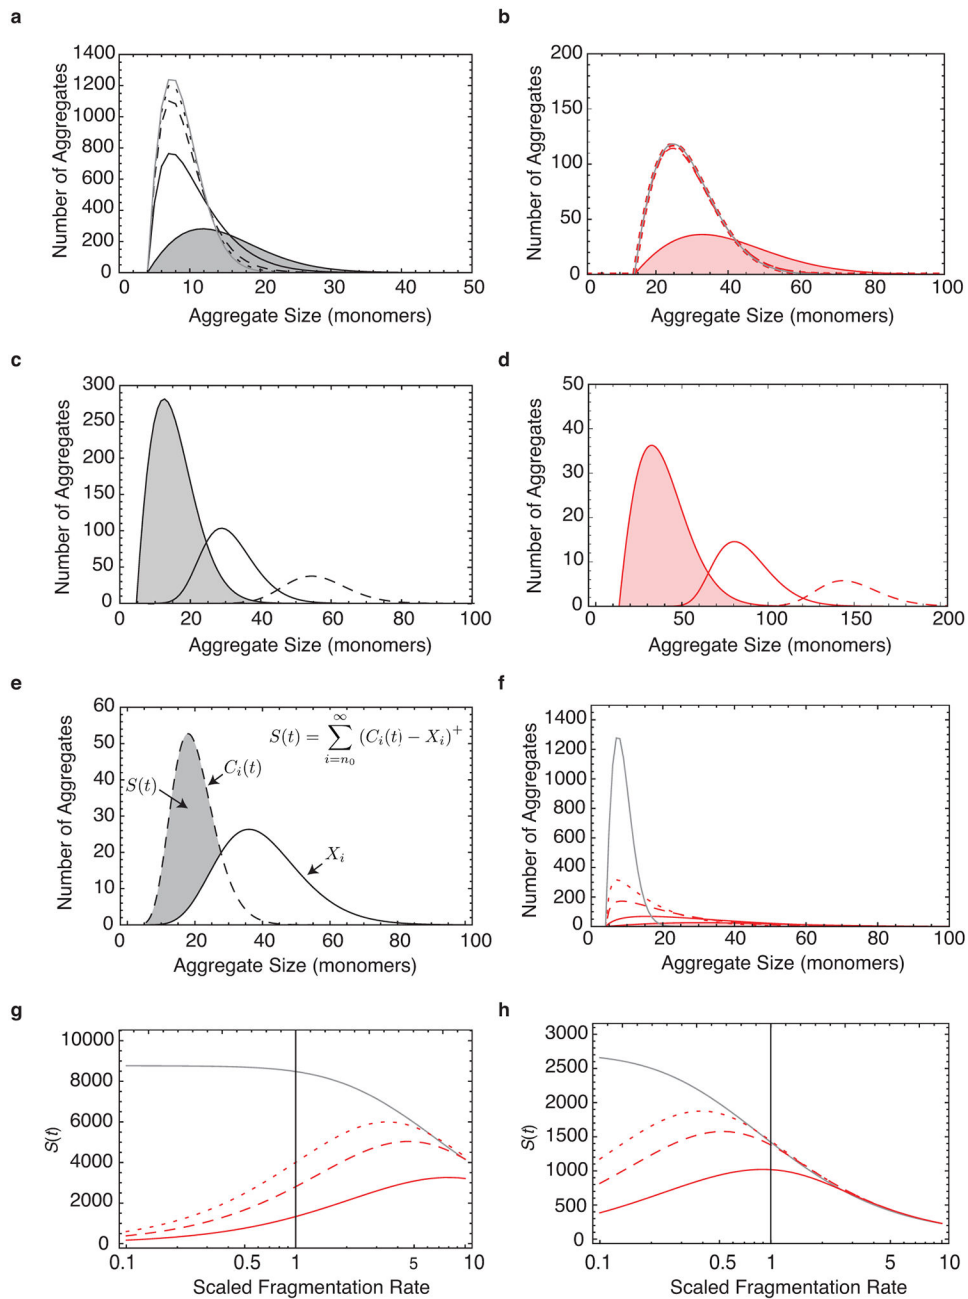 a
1400
1200
1000
800
600
400
200
0
0 10 20 30 40 50
Number of Aggregates
Aggregate Size (monomers)
b
200
150
100
50
0
0 20 40 60 80 100
Number of Aggregates
Aggregate Size (monomers)
c
300
250
200
150
100
50
0
0 20 40 60 80 100
Number of Aggregates
Aggregate Size (monomers)
d
50
40
30
20
10
0
0 50 100 150 200
Number of Aggregates
Aggregate Size (monomers)
e
60
50
40
30
20
10
0
0 20 40 60 80 100
Number of Aggregates
Aggregate Size (monomers)
S(t) = ∑_{i=n_0}^{∞} (C_i(t) − X_i)^+
C_i(t)
S(t)
X_i
f
1400
1200
1000
800
600
400
200
0
0 20 40 60 80 100
Number of Aggregates
Aggregate Size (monomers)
g
10000
8000
6000
4000
2000
0
0.1 0.5 1 5 10
S(t)
Scaled Fragmentation Rate
h
3000
2500
2000
1500
1000
500
0
0.1 0.5 1 5 10
S(t)
Scaled Fragmentation Rate